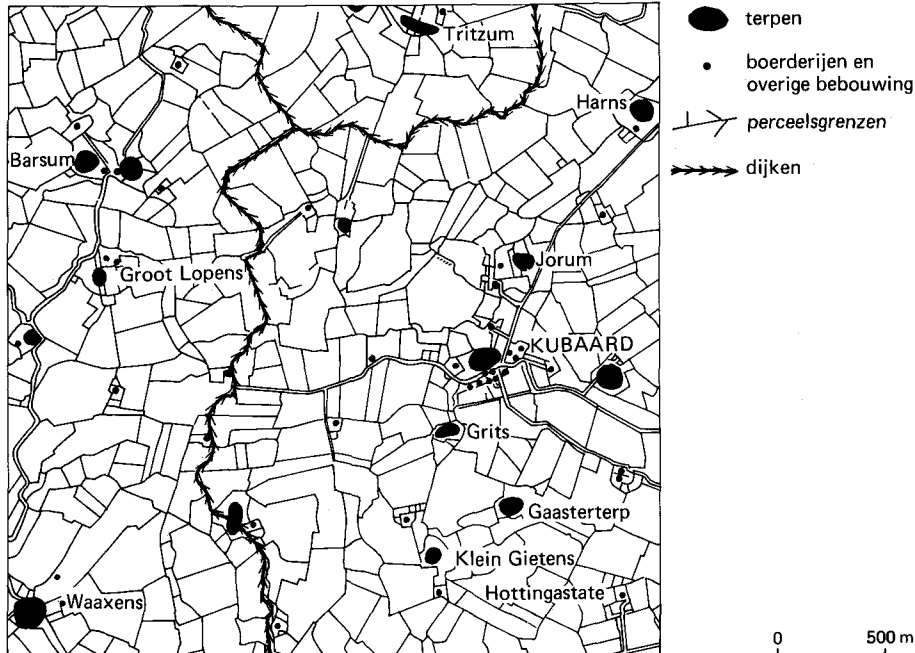 Tritzum
Harns
Barsum
Groot Lopens
Jorum
KUBAARD
Grits
Gaasterterp
Klein Gietens
Waaxens
Hottingastate
terpen
boerderijen en
overige bebouwing
perceelsgrenzen
dijken
0 500 m